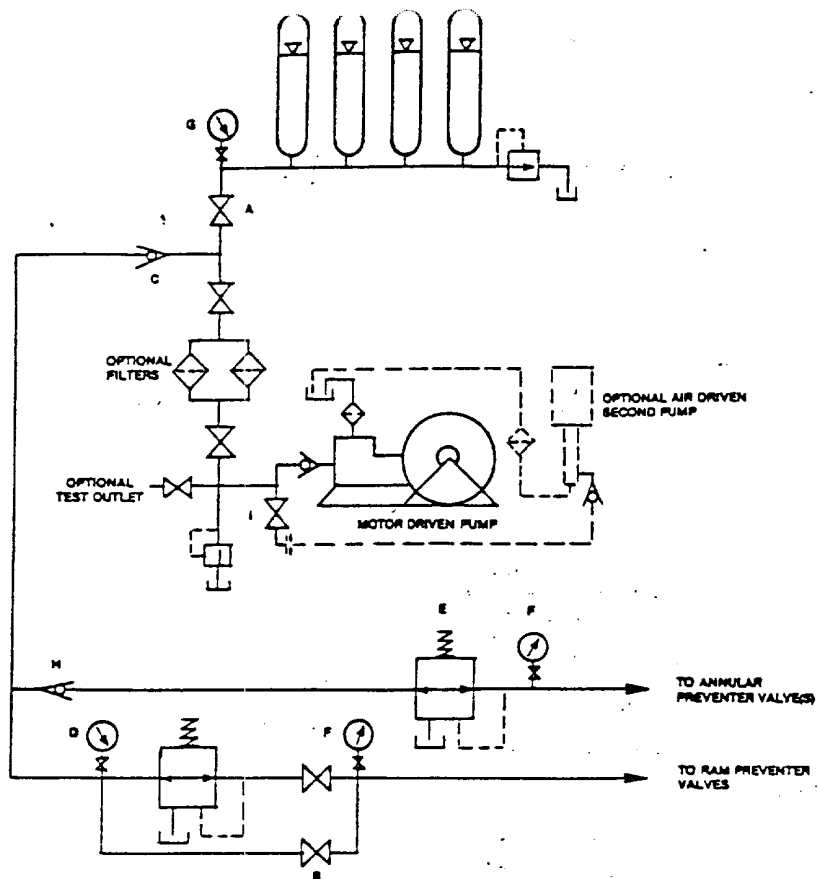 G
A
C
OPTIONAL
FILTERS
OPTIONAL AIR DRIVEN
SECOND PUMP
OPTIONAL
TEST OUTLET
I
MOTOR DRIVEN PUMP
E
F
H
TO ANNULAR
PREVENTER VALVE(S)
D
F
TO RAM PREVENTER
VALVES
B